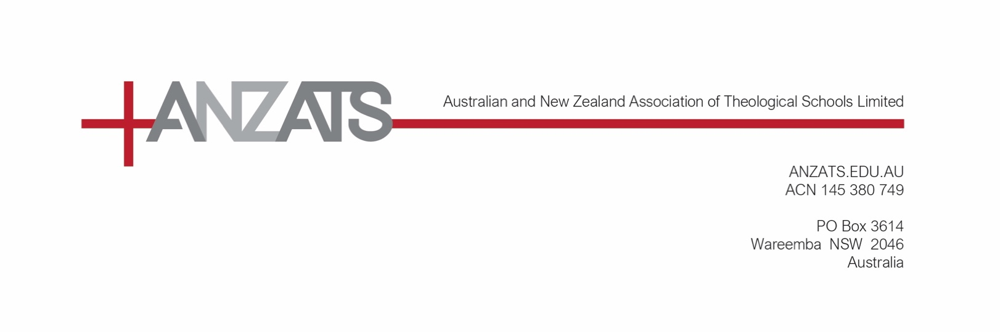 ANZATS
Australian and New Zealand Association of Theological Schools Limited
ANZATS.EDU.AU
ACN 145 380 749
PO Box 3614
Wareemba NSW 2046
Australia